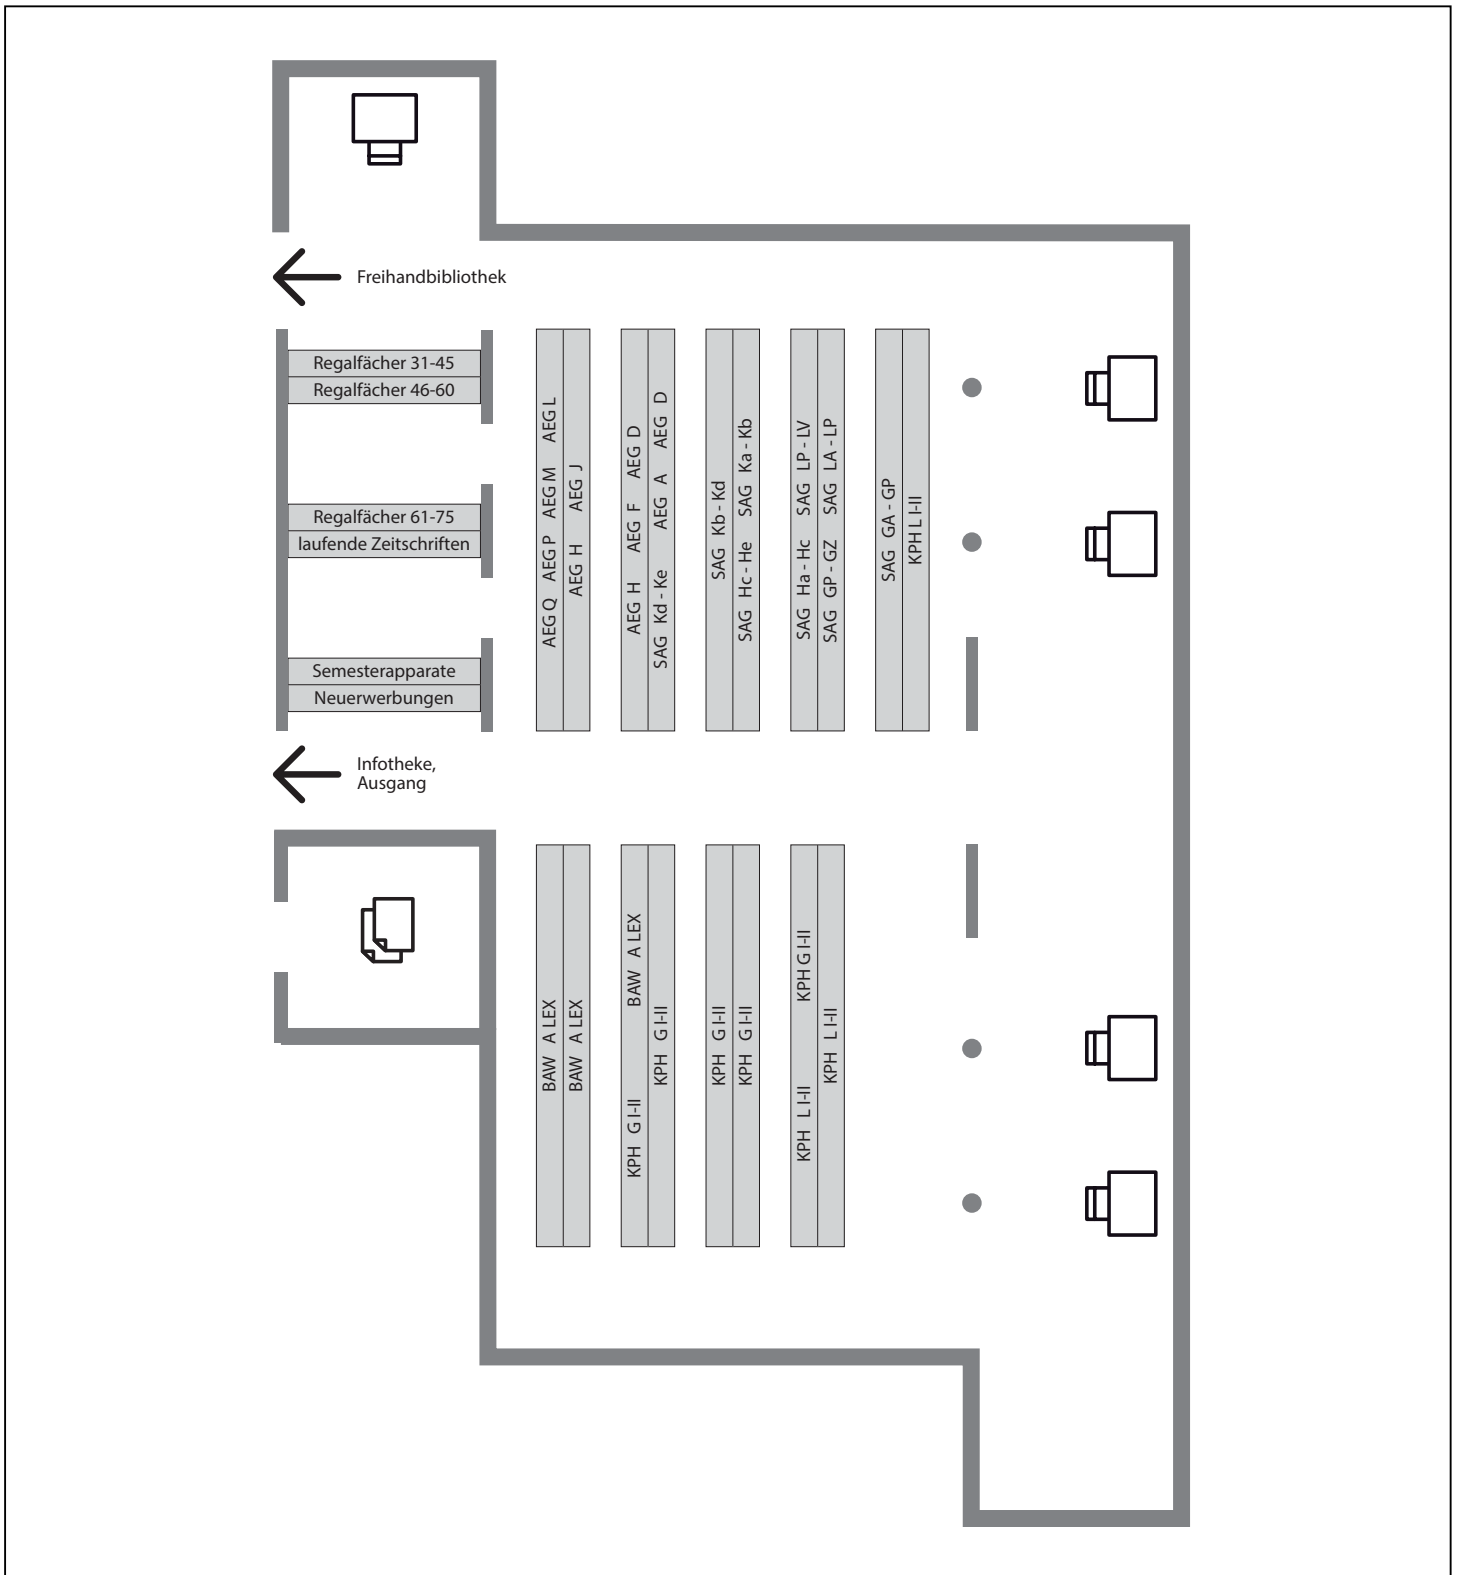 Freihandbibliothek
Regalfächer 31-45
Regalfächer 46-60
Regalfächer 61-75
laufende Zeitschriften
Semesterapparate
Neuerwerbungen
AEG Q AEG P AEG M AEG L
AEG H AEG J
AEG H AEG F AEG D
SAG Kd - Ke AEG A AEG D
SAG Kb - Kd
SAG Hc - He SAG Ka - Kb
SAG Ha - Hc SAG LP - LV
SAG GP - GZ SAG LA - LP
SAG GA - GP
KPH L I-II
Infotheke,
Ausgang
BAW A LEX
BAW A LEX
KPH G I-II BAW A LEX
KPH G I-II
KPH G I-II
KPH G I-II
KPH L I-II KPH G I-II
KPH L I-II